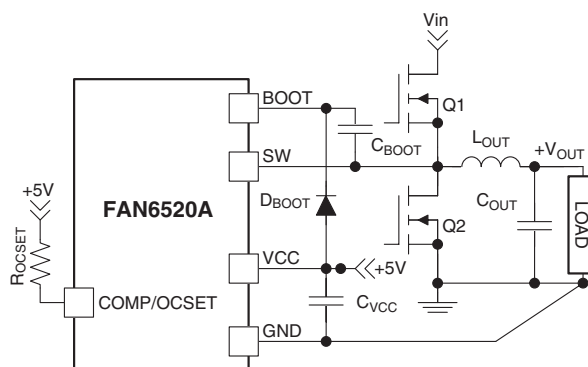 Vin
BOOT
Q1
CBOOT
LOUT
+VOUT
SW
+5V
FAN6520A
DBOOT
COUT
LOAD
Q2
ROCSET
VCC
+5V
COMP/OCSET
CVCC
GND